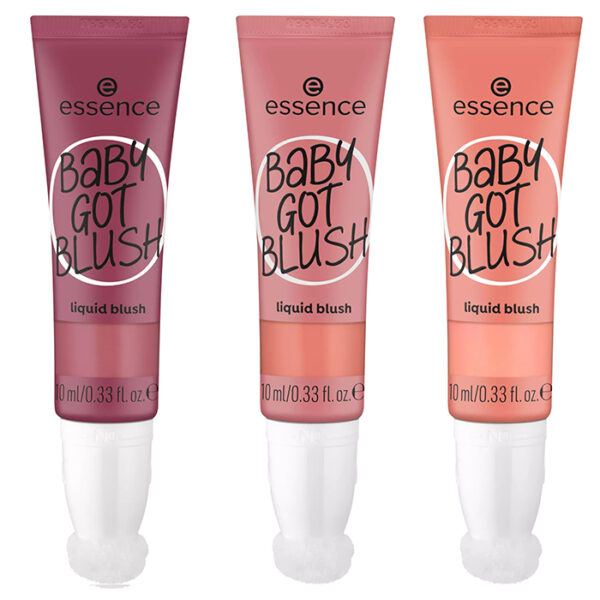 essence
BaBY
GOT
BLUSH
liquid blush
10 ml/0.33 fl. oz. ℮
essence
BaBY
GOT
BLUSH
liquid blush
10 ml/0.33 fl. oz. ℮
essence
BaBY
GOT
BLUSH
liquid blush
10 ml/0.33 fl. oz. ℮